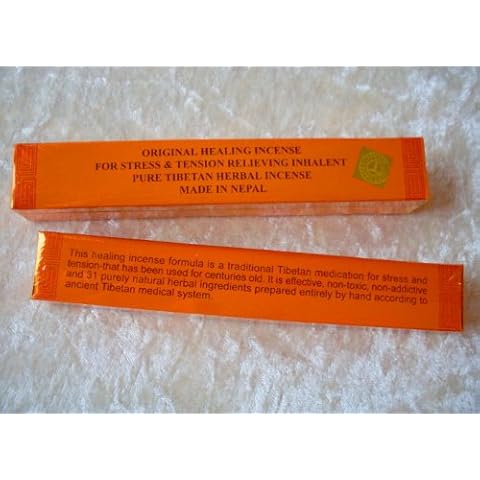 ORIGINAL HEALING INCENSE
FOR STRESS & TENSION RELIEVING INHALENT
PURE TIBETAN HERBAL INCENSE
MADE IN NEPAL
This healing incense formula is a traditional Tibetan medication for stress and
tension-that has been used for centuries old. It is effective, non-toxic, non-addictive
and 31 purely natural herbal ingredients prepared entirely by hand according to
ancient Tibetan medical system.